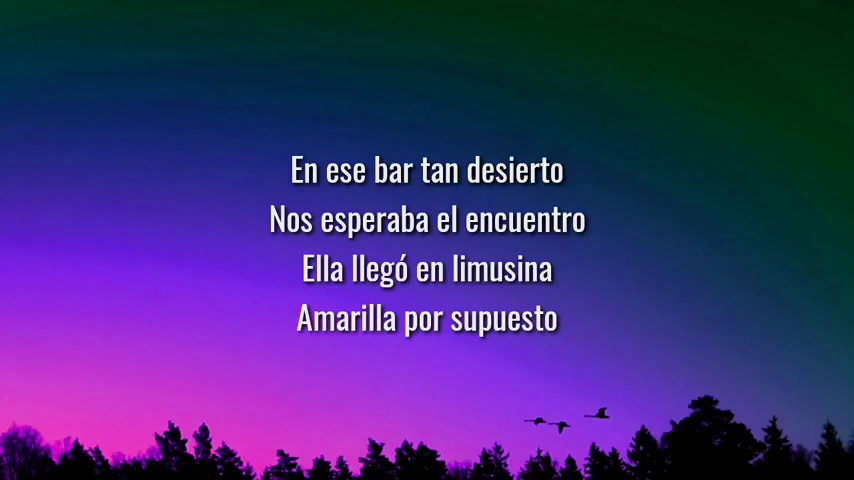 En ese bar tan desierto
Nos esperaba el encuentro
Ella llegó en limusina
Amarilla por supuesto